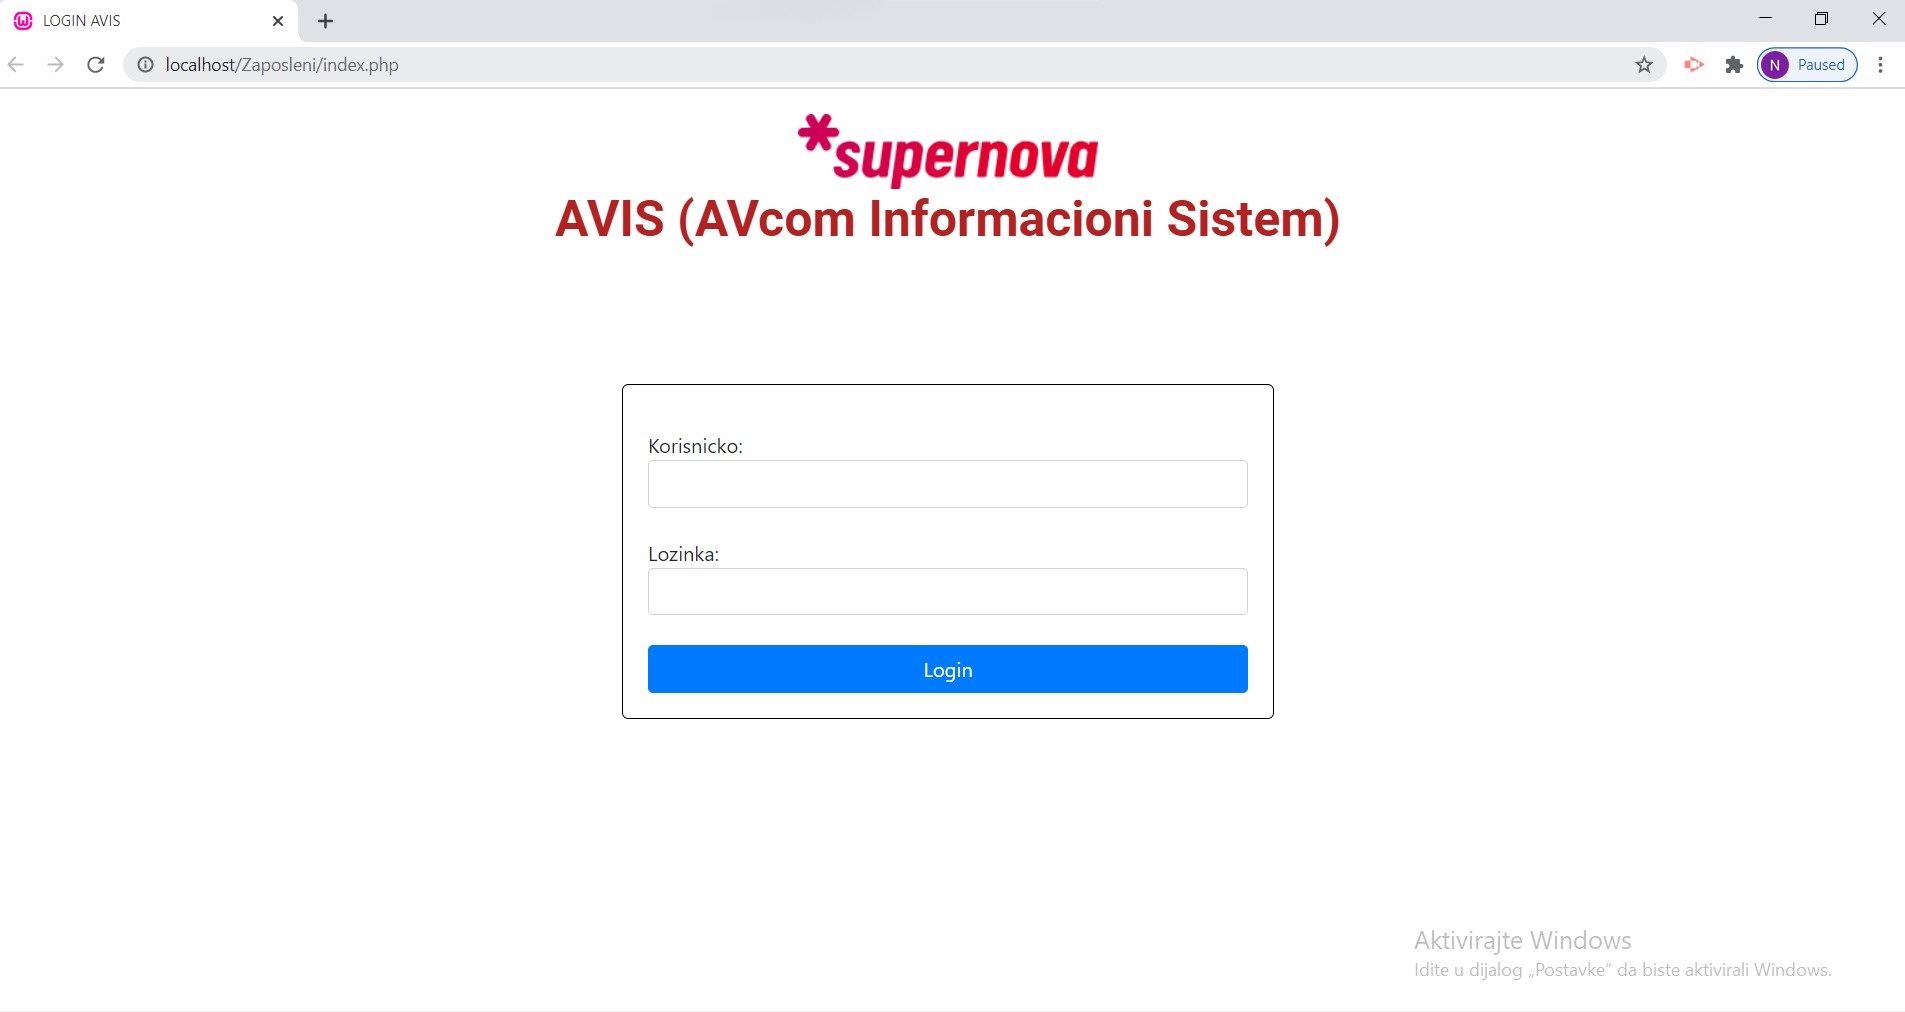 LOGIN AVIS
localhost/Zaposleni/index.php
N Paused
*supernova
AVIS (AVcom Informacioni Sistem)
Korisnicko:
Lozinka:
Login
Aktivirajte Windows
Idite u dijalog „Postavke“ da biste aktivirali Windows.